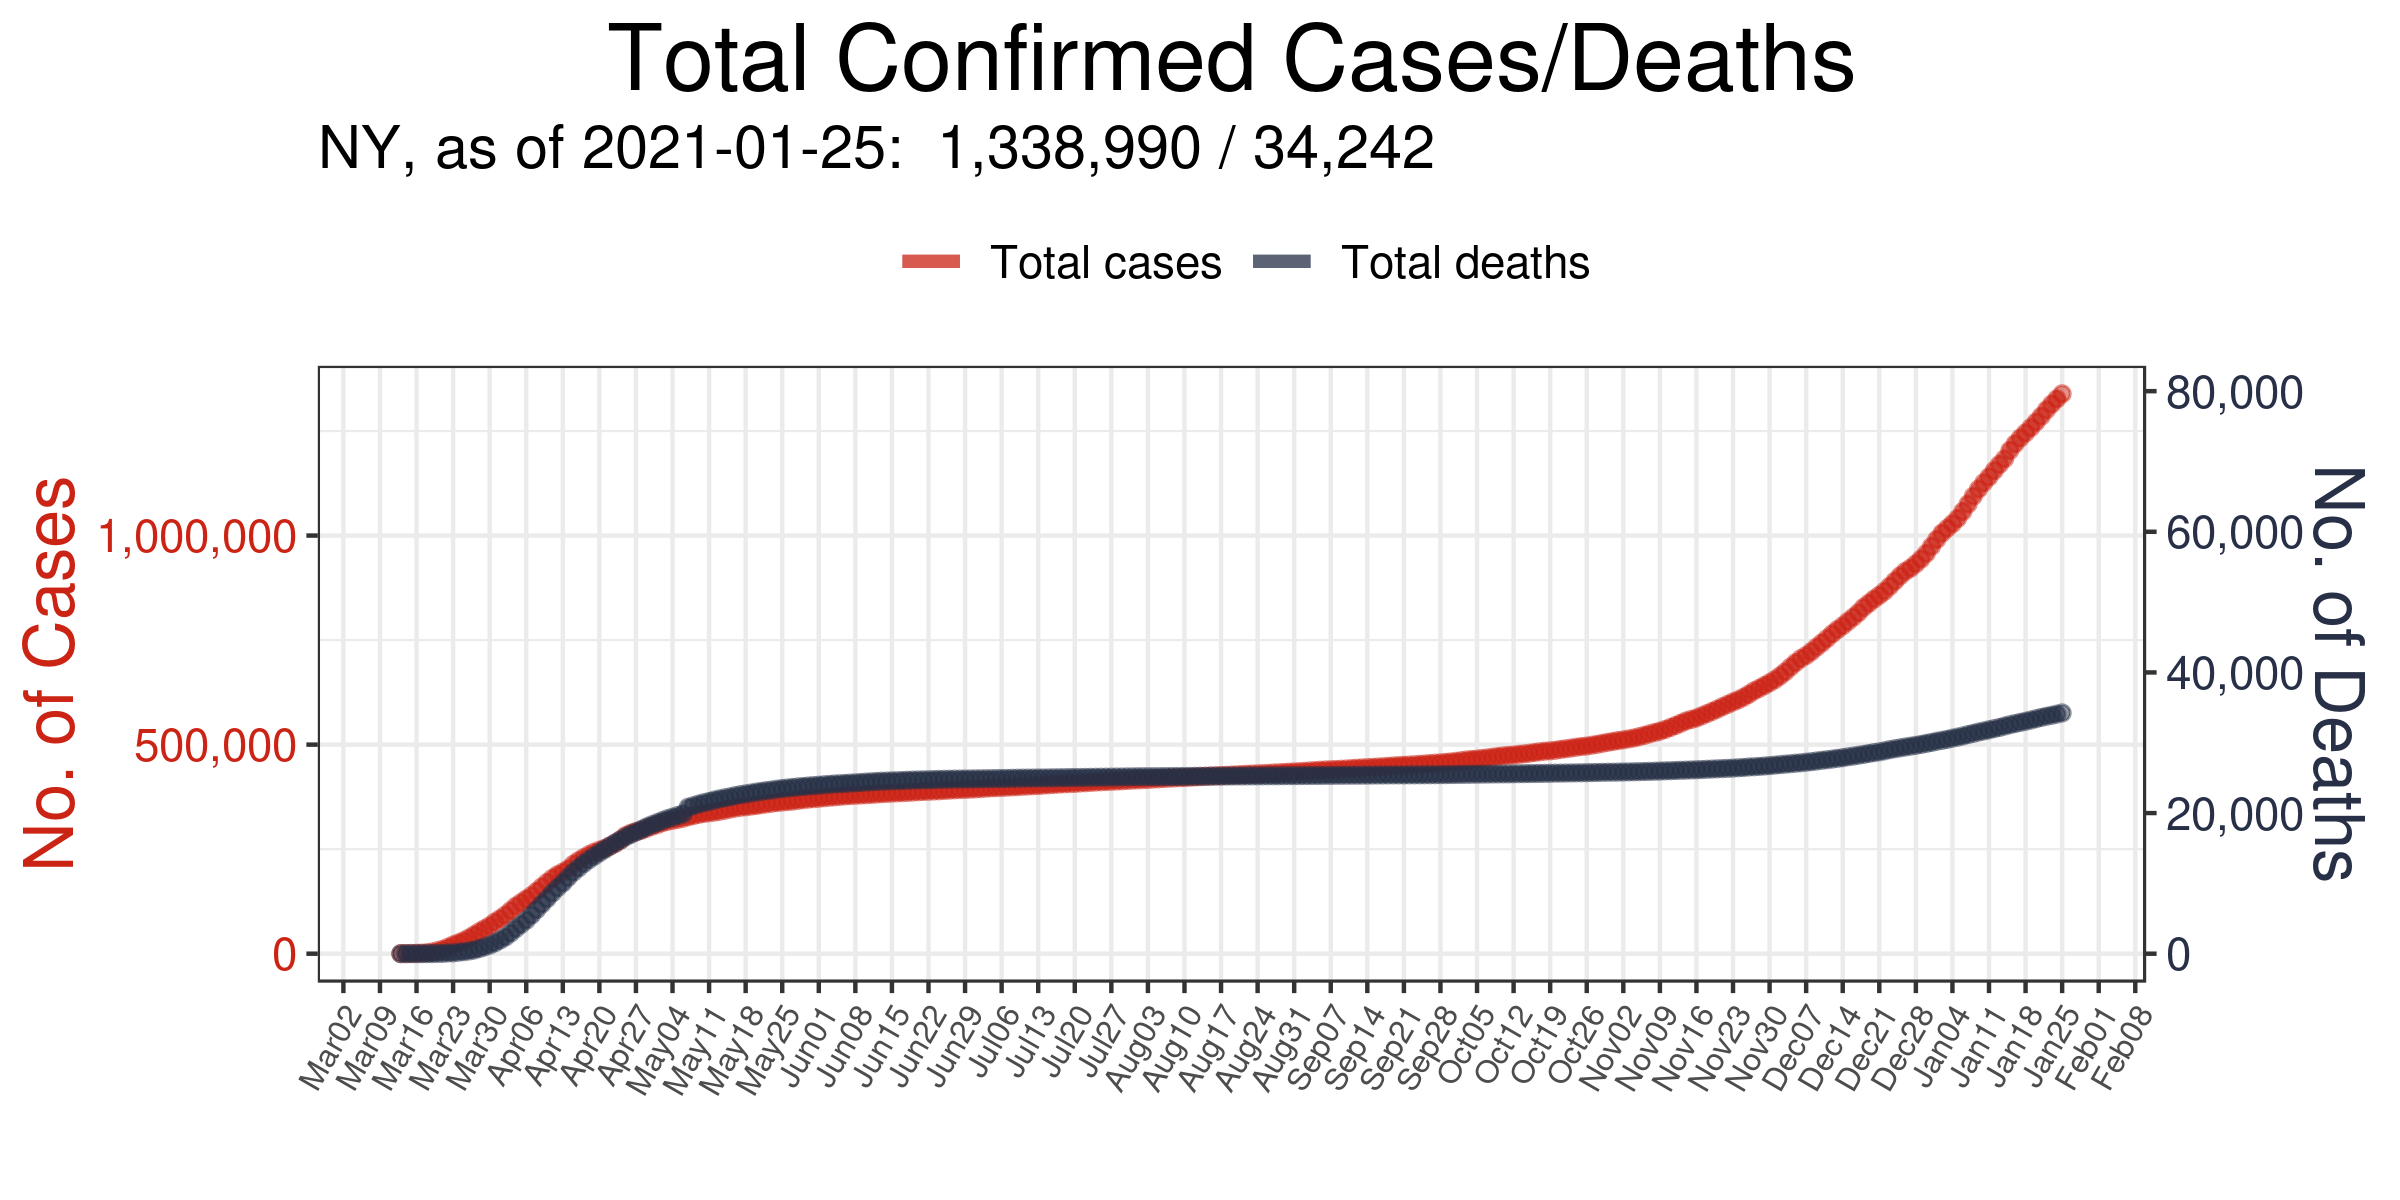 Total Confirmed Cases/Deaths
NY, as of 2021-01-25: 1,338,990 / 34,242
Total cases
Total deaths
No. of Cases
1,000,000
500,000
0
80,000
60,000
40,000
20,000
0
No. of Deaths
Mar02
Mar09
Mar16
Mar23
Mar30
Apr06
Apr13
Apr20
Apr27
May04
May11
May18
May25
Jun01
Jun08
Jun15
Jun22
Jun29
Jul06
Jul13
Jul20
Jul27
Aug03
Aug10
Aug17
Aug24
Aug31
Sep07
Sep14
Sep21
Sep28
Oct05
Oct12
Oct19
Oct26
Nov02
Nov09
Nov16
Nov23
Nov30
Dec07
Dec14
Dec21
Dec28
Jan04
Jan11
Jan18
Jan25
Feb01
Feb08